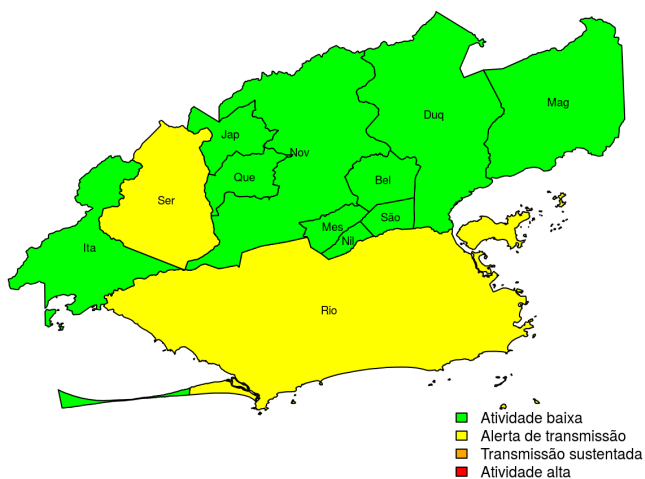 Mag
Duq
Jap
Nov
Que
Bel
Ser
São
Mes
Nil
Ita
Rio
Atividade baixa
Alerta de transmissão
Transmissão sustentada
Atividade alta